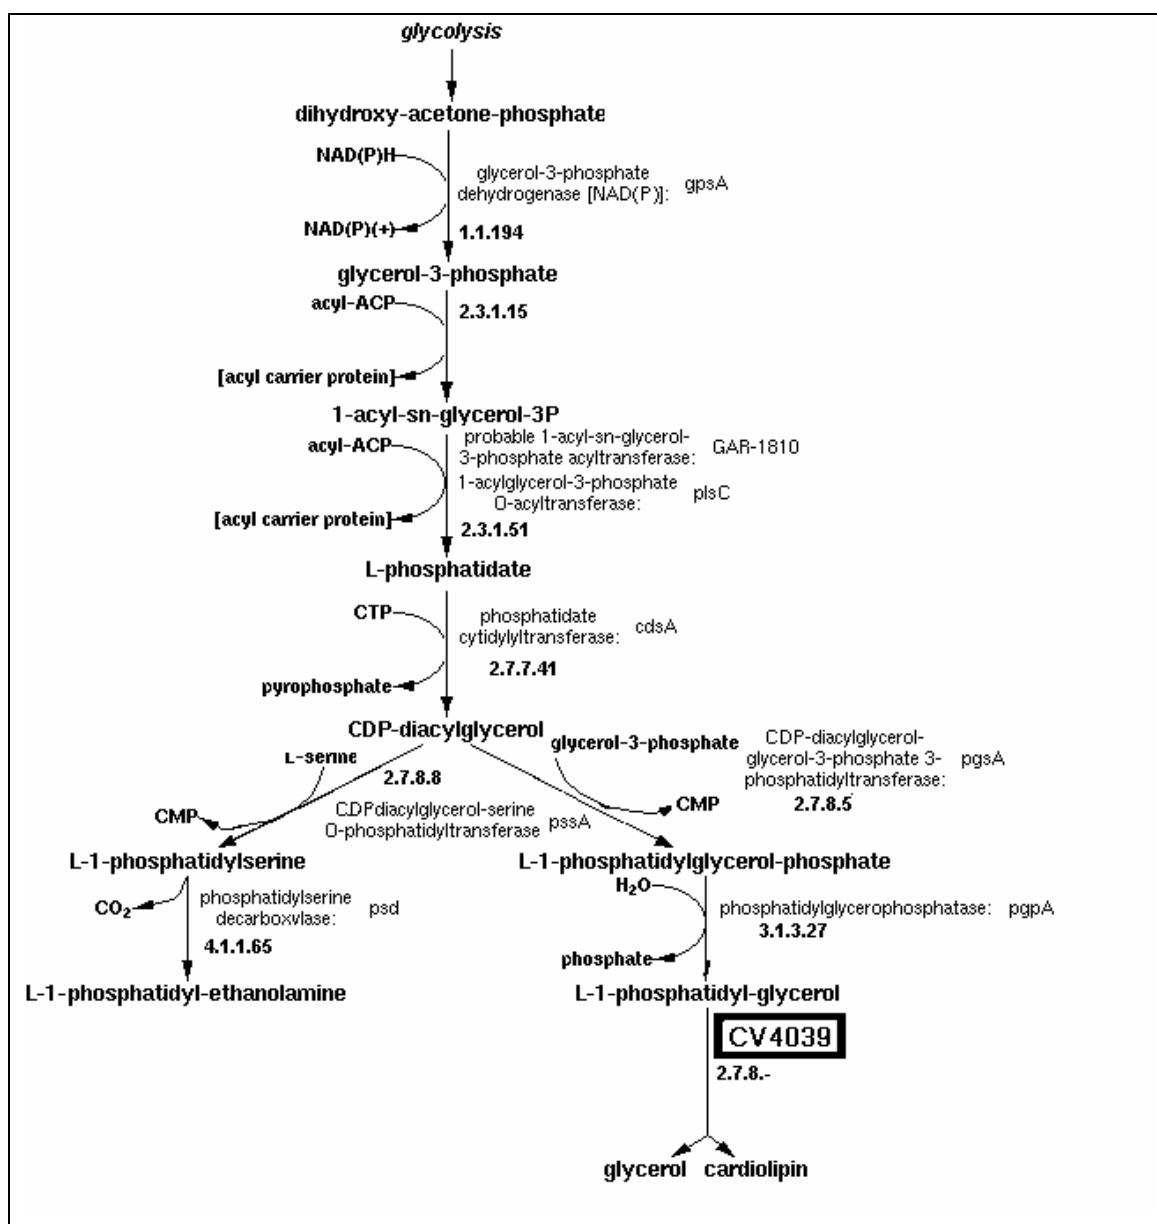 glycolysis
dihydroxy-acetone-phosphate
NAD(P)H
glycerol-3-phosphate
dehydrogenase [NAD(P)]:
gpsA
NAD(P)(+)
1.1.194
glycerol-3-phosphate
acyl-ACP
2.3.1.15
[acyl carrier protein]
1-acyl-sn-glycerol-3P
acyl-ACP
probable 1-acyl-sn-glycerol-
3-phosphate acyltransferase:
GAR-1810
1-acylglycerol-3-phosphate
O-acyltransferase:
plsC
[acyl carrier protein]
2.3.1.51
L-phosphatidate
CTP
phosphatidate
cytidylyltransferase:
cdsA
2.7.7.41
pyrophosphate
CDP-diacylglycerol
glycerol-3-phosphate
CDP-diacylglycerol-
glycerol-3-phosphate 3-
phosphatidyltransferase:
pgsA
2.7.8.5
L-serine
2.7.8.8
CMP
CMP
CDPdiacylglycerol-serine
O-phosphatidyltransferase
pssA
L-1-phosphatidylserine
L-1-phosphatidylglycerol-phosphate
H2O
CO2
phosphatidylserine
decarboxylase:
psd
phosphatidylglycerophosphatase:
pgpA
3.1.3.27
4.1.1.65
phosphate
L-1-phosphatidyl-ethanolamine
L-1-phosphatidyl-glycerol
CV4039
2.7.8.-
glycerol
cardiolipin